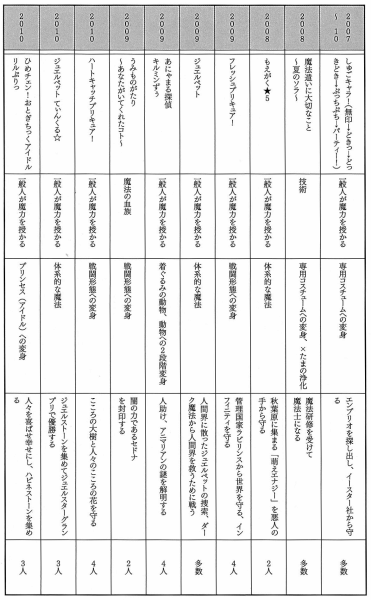 2007
～10
しゅごキャラ！（無印→どきっ→どっ
きどき→ぷっちぷち→パーティー！）
一般人が魔力を授かる
専用コスチュームへの変身
エンブリオを探し出し、イースター社から守
る
多数
2008
魔法遣いに大切なこと
～夏のソラ～
技術
専用コスチュームへの変身、×たまの浄化
魔法研修を受けて
魔法士になる
多数
2008
もえがく★5
一般人が魔力を授かる
体系的な魔法
秋葉原に集まる「萌えエナジー」を悪人の
手から守る
2人
2009
フレッシュプリキュア！
一般人が魔力を授かる
戦闘形態への変身
管理国家ラビリンスから世界を守る、イン
フィニティを守る
4人
2009
ジュエルペット
一般人が魔力を授かる
体系的な魔法
人間界に散ったジュエルペットの捜索、ダー
ク魔法から人間界を救うために戦う
多数
2009
あにゃまる探偵
キルミンずぅ
一般人が魔力を授かる
着ぐるみの動物、動物への2段階変身
人助け、アニマリアンの謎を解明する
4人
2009
うみものがたり
～あなたがいてくれたコト～
魔法の血族
戦闘形態への変身
闇の力であるセドナ
を封印する
2人
2010
ハートキャッチプリキュア！
一般人が魔力を授かる
戦闘形態への変身
こころの大樹と人々のこころの花を守る
4人
2010
ジュエルペット てぃんくる☆
一般人が魔力を授かる
体系的な魔法
ジュエルストーンを集めてジュエルスターグラン
プリで優勝する
3人
2010
ひめチェン！おとぎちっくアイドル
リルぷりっ
一般人が魔力を授かる
プリンセス（アイドル）への変身
人々を喜ばせ幸せにし、ハピネストーンを集め
る
3人